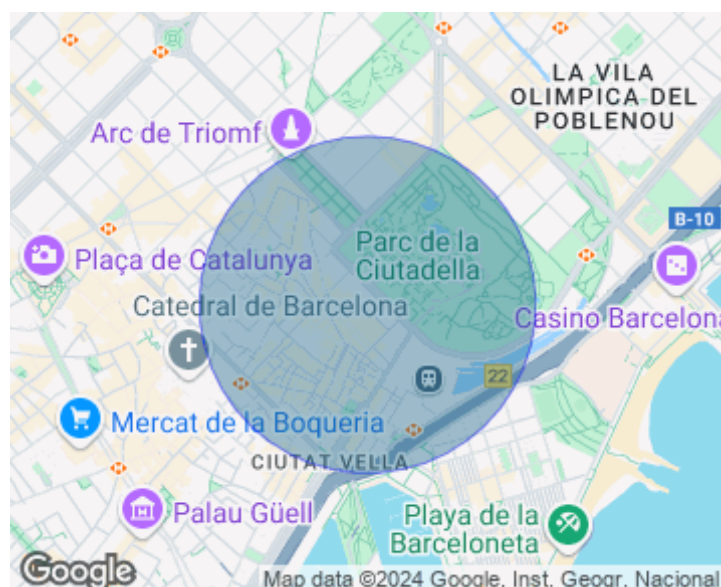 LA VILA
OLIMPICA DEL
POBLENOU
Arc de Triomf
B-10
Parc de la
Ciutadella
Plaça de Catalunya
Catedral de Barcelona
Casino Barcelona
22
Mercat de la Boqueria
CIUTAT VELLA
Palau Güell
Playa de la
Barceloneta
Google
Map data ©2024 Google, Inst. Geogr. Nacional